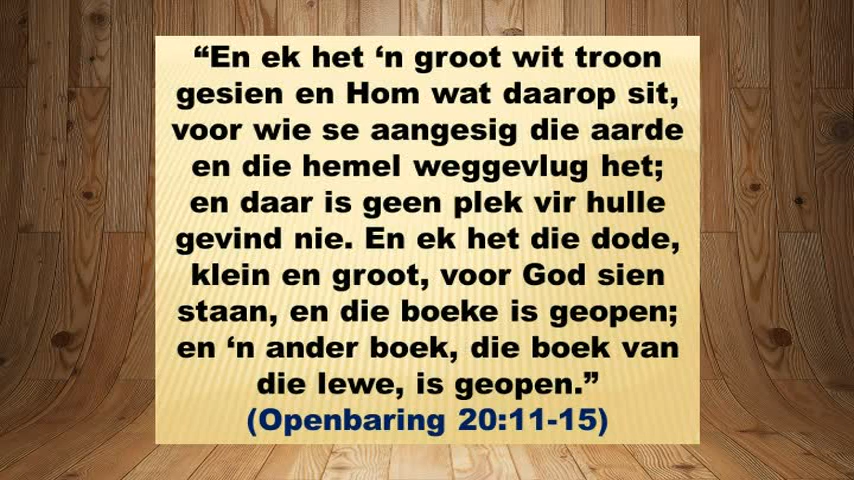 “En ek het ‘n groot wit troon
gesien en Hom wat daarop sit,
voor wie se aangesig die aarde
en die hemel weggevlug het;
en daar is geen plek vir hulle
gevind nie. En ek het die dode,
klein en groot, voor God sien
staan, en die boeke is geopen;
en ‘n ander boek, die boek van
die lewe, is geopen.”
(Openbaring 20:11-15)